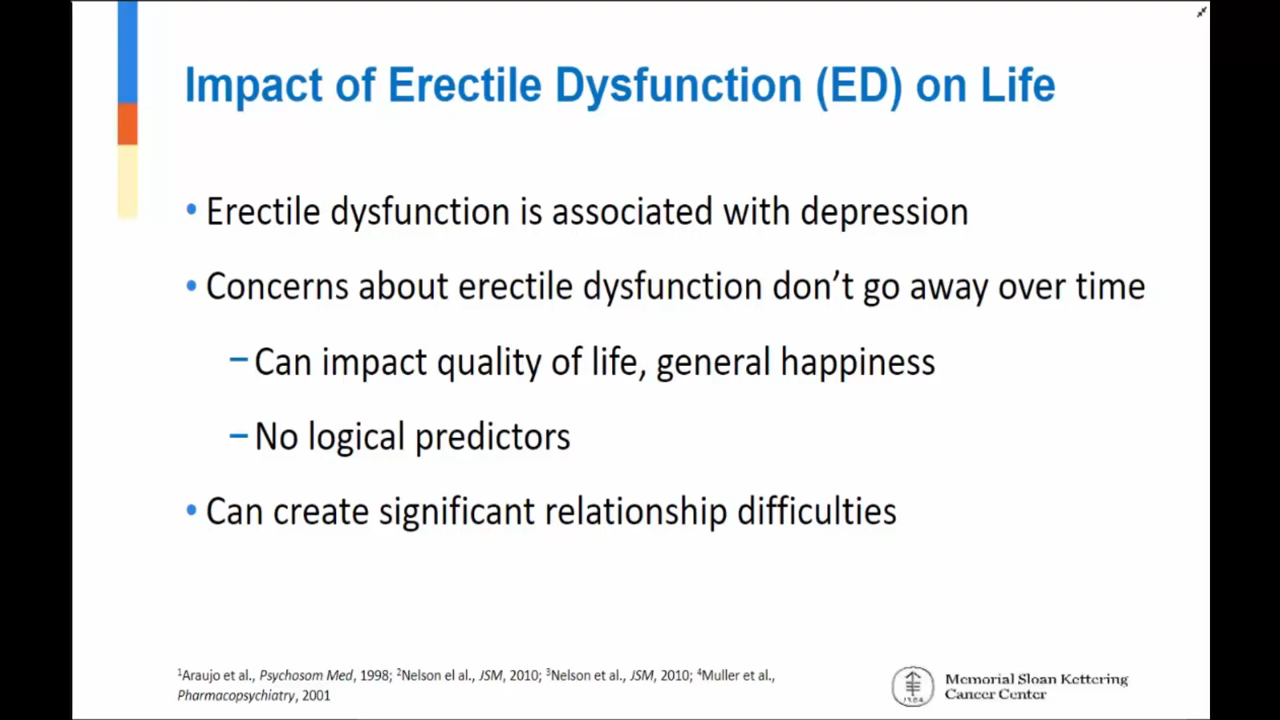 Impact of Erectile Dysfunction (ED) on Life
• Erectile dysfunction is associated with depression
• Concerns about erectile dysfunction don't go away over time
– Can impact quality of life, general happiness
– No logical predictors
• Can create significant relationship difficulties
¹Araujo et al., Psychosom Med, 1998; ²Nelson el al., JSM, 2010; ³Nelson et al., JSM, 2010; ⁴Muller et al.,
Pharmacopsychiatry, 2001
Memorial Sloan Kettering
Cancer Center